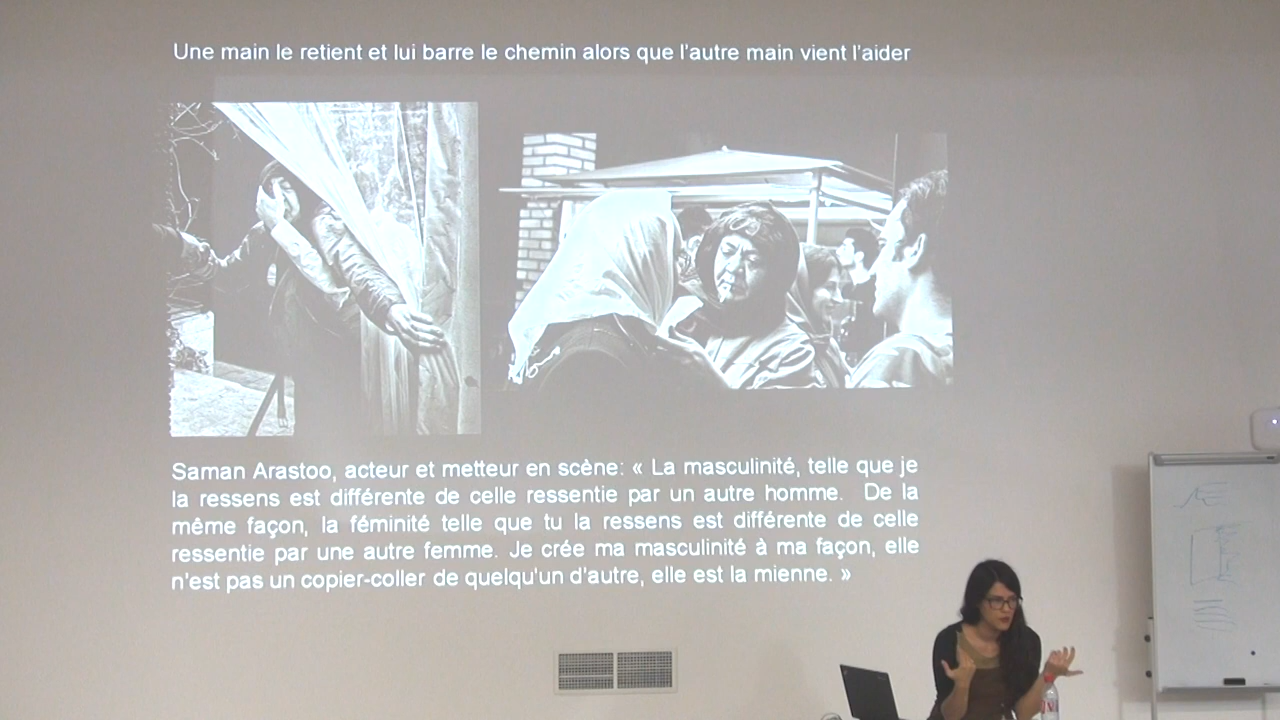 Une main le retient et lui barre le chemin alors que l'autre main vient l'aider
Saman Arastoo, acteur et metteur en scène: « La masculinité, telle que je
la ressens est différente de celle ressentie par un autre homme. De la
même façon, la féminité telle que tu la ressens est différente de celle
ressentie par une autre femme. Je crée ma masculinité à ma façon, elle
n'est pas un copier-coller de quelqu'un d'autre, elle est la mienne. »